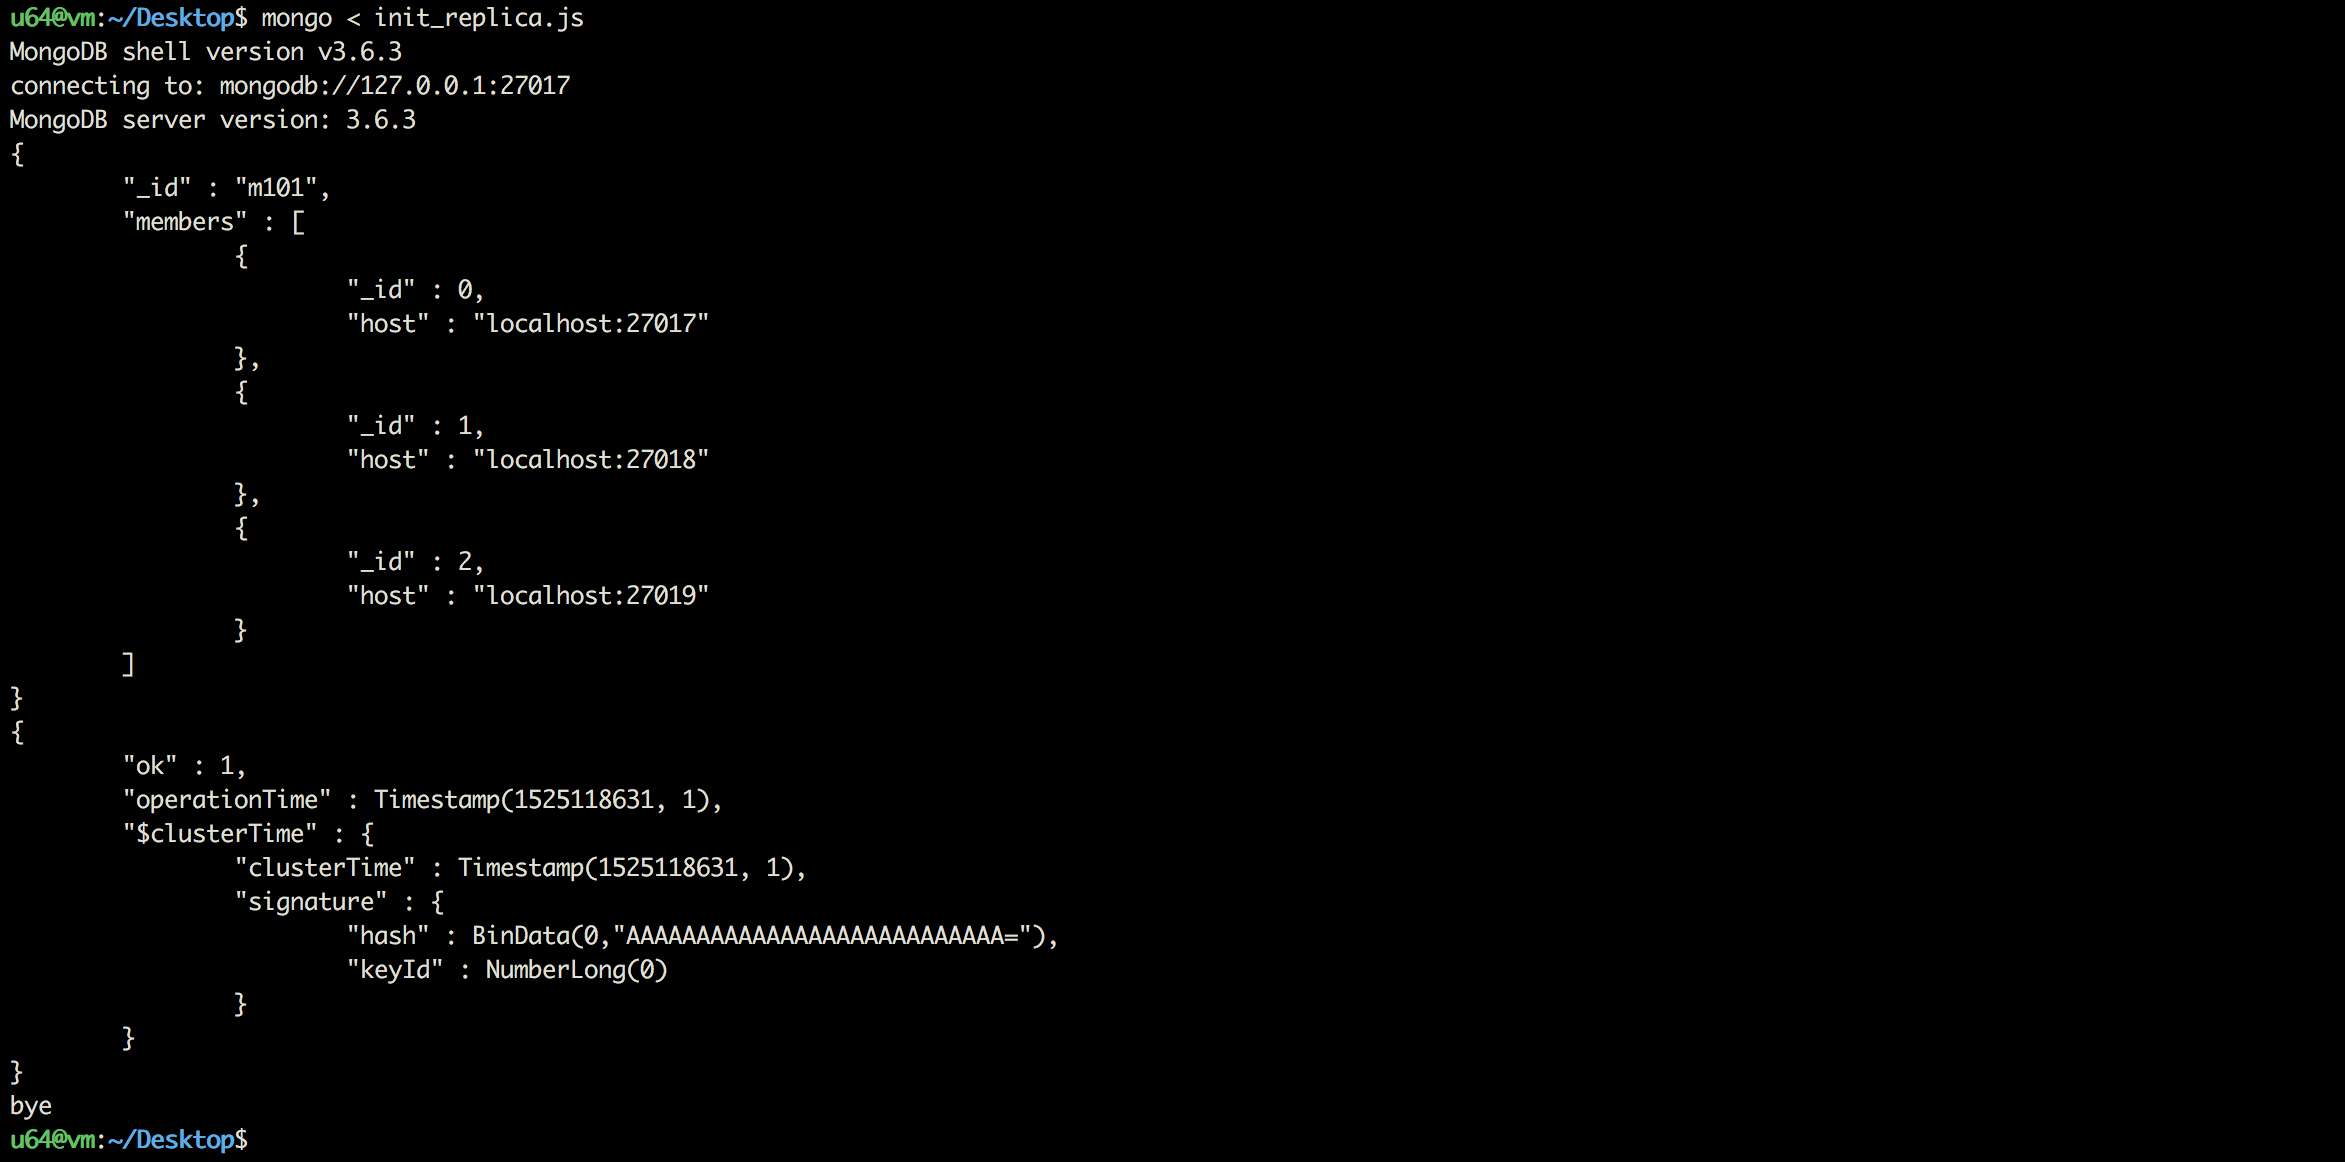 u64@vm:~/Desktop$ mongo < init_replica.js
MongoDB shell version v3.6.3
connecting to: mongodb://127.0.0.1:27017
MongoDB server version: 3.6.3
{
        "_id" : "m101",
        "members" : [
                {
                        "_id" : 0,
                        "host" : "localhost:27017"
                },
                {
                        "_id" : 1,
                        "host" : "localhost:27018"
                },
                {
                        "_id" : 2,
                        "host" : "localhost:27019"
                }
        ]
}
{
        "ok" : 1,
        "operationTime" : Timestamp(1525118631, 1),
        "$clusterTime" : {
                "clusterTime" : Timestamp(1525118631, 1),
                "signature" : {
                        "hash" : BinData(0,"AAAAAAAAAAAAAAAAAAAAAAAAAAA="),
                        "keyId" : NumberLong(0)
                }
        }
}
bye
u64@vm:~/Desktop$